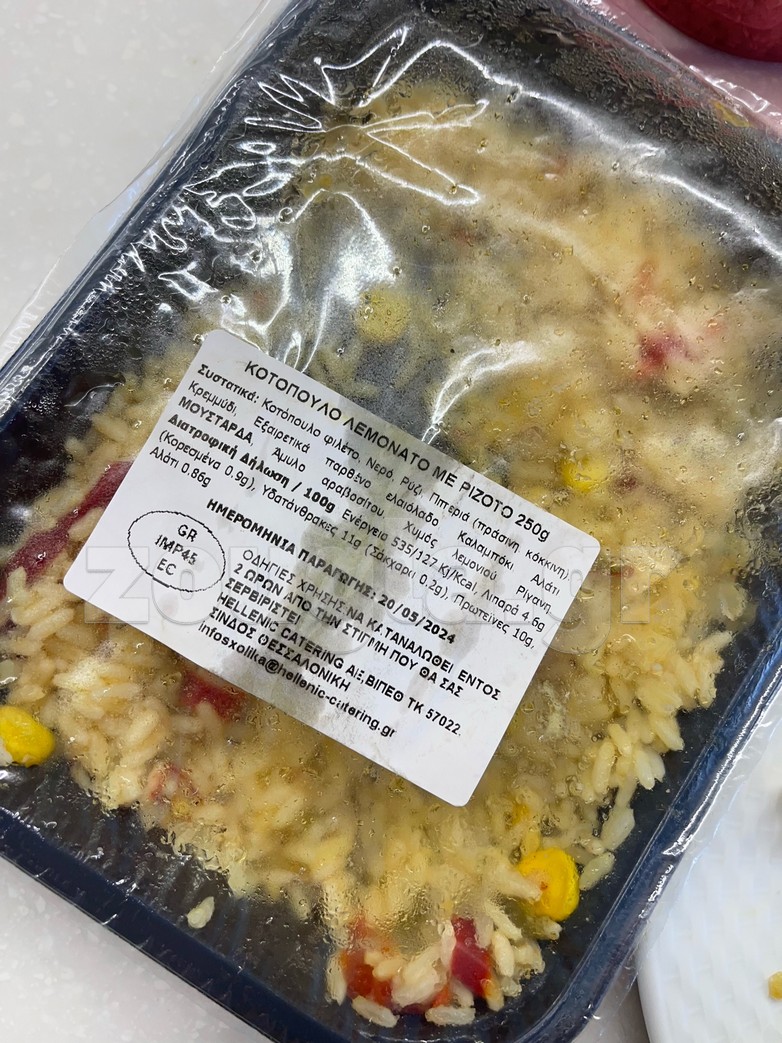 ΚΟΤΟΠΟΥΛΟ ΛΕΜΟΝΑΤΟ ΜΕ ΡΙΖΟΤΟ 250g
Συστατικά: Κοτόπουλο φιλέτο, Νερό, Ρύζι, Πιπεριά (πράσινη, κόκκινη),
Κρεμμύδι, Εξαιρετικά παρθένο ελαιόλαδο, Καλαμπόκι, Αλάτι,
ΜΟΥΣΤΑΡΔΑ, Άμυλο αραβοσίτου, Χυμός λεμονιού, Ρίγανη.
Διατροφική Δήλωση / 100g Ενέργεια 535/127 Kj/Kcal, Λιπαρά 4.6g
(Κορεσμένα 0.9g), Υδατάνθρακες 11g (Σάκχαρα 0.2g), Πρωτείνες 10g,
Αλάτι 0.86g
ΗΜΕΡΟΜΗΝΙΑ ΠΑΡΑΓΩΓΗΣ: 20/05/2024
GR
IMP45
EC
ΟΔΗΓΙΕΣ ΧΡΗΣΗΣ:ΝΑ ΚΑΤΑΝΑΛΩΘΕΙ ΕΝΤΟΣ
2 ΩΡΩΝ ΑΠΟ ΤΗΝ ΣΤΙΓΜΗ ΠΟΥ ΘΑ ΣΑΣ
ΣΕΡΒΙΡΙΣΤΕΙ
HELLENIC CATERING ΑΕ,ΒΙΠΕΘ ΤΚ 57022,
ΣΙΝΔΟΣ ΘΕΣΣΑΛΟΝΙΚΗ
infosxolika@hellenic-catering.gr